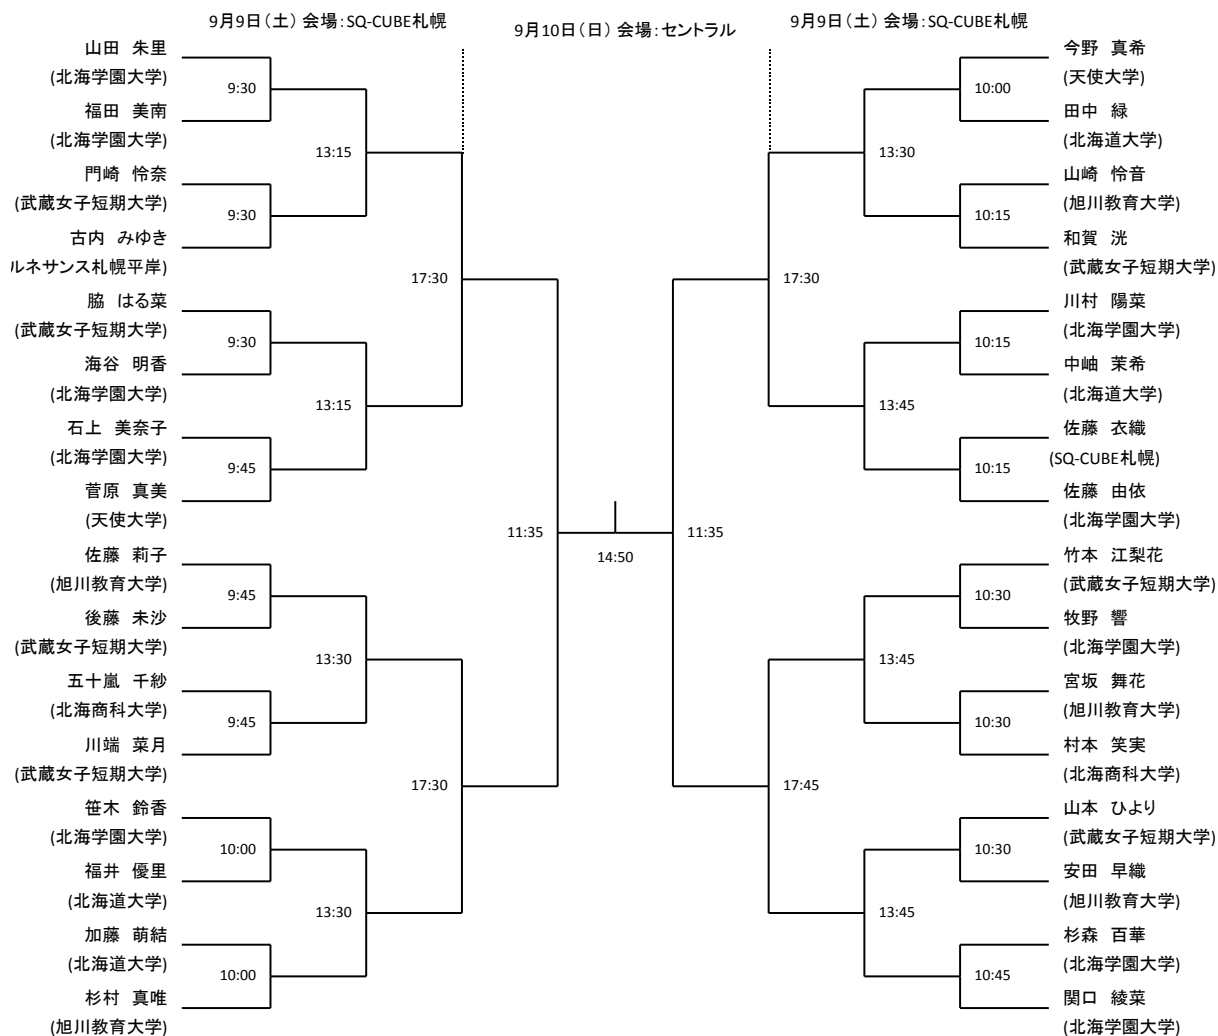 9月9日(土) 会場:SQ-CUBE札幌
9月10日(日) 会場:セントラル
9月9日(土) 会場:SQ-CUBE札幌
山田 朱里
(北海学園大学)
9:30
福田 美南
(北海学園大学)
13:15
門崎 怜奈
(武蔵女子短期大学)
9:30
古内 みゆき
ルネサンス札幌平岸)
17:30
脇 はる菜
(武蔵女子短期大学)
9:30
海谷 明香
(北海学園大学)
13:15
石上 美奈子
(北海学園大学)
9:45
菅原 真美
(天使大学)
11:35
佐藤 莉子
(旭川教育大学)
9:45
後藤 未沙
(武蔵女子短期大学)
13:30
五十嵐 千紗
(北海商科大学)
9:45
川端 菜月
(武蔵女子短期大学)
17:30
笹木 鈴香
(北海学園大学)
10:00
福井 優里
(北海道大学)
13:30
加藤 萌結
(北海道大学)
10:00
杉村 真唯
(旭川教育大学)
14:50
今野 真希
(天使大学)
10:00
田中 緑
(北海道大学)
13:30
山崎 怜音
(旭川教育大学)
10:15
和賀 洸
(武蔵女子短期大学)
17:30
川村 陽菜
(北海学園大学)
10:15
中岫 茉希
(北海道大学)
13:45
佐藤 衣織
(SQ-CUBE札幌)
10:15
佐藤 由依
(北海学園大学)
11:35
竹本 江梨花
(武蔵女子短期大学)
10:30
牧野 響
(北海学園大学)
13:45
宮坂 舞花
(旭川教育大学)
10:30
村本 笑実
(北海商科大学)
17:45
山本 ひより
(武蔵女子短期大学)
10:30
安田 早織
(旭川教育大学)
13:45
杉森 百華
(北海学園大学)
10:45
関口 綾菜
(北海学園大学)